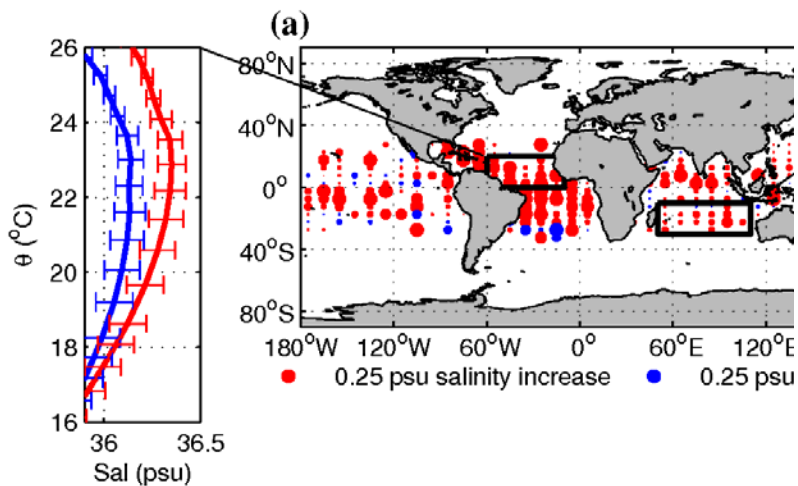 (a)
26
24
22
20
18
16
θ (°C)
36
36.5
Sal (psu)
80°N
40°N
0°
40°S
80°S
180°W
120°W
60°W
0°
60°E
120°E
0.25 psu salinity increase
0.25 psu